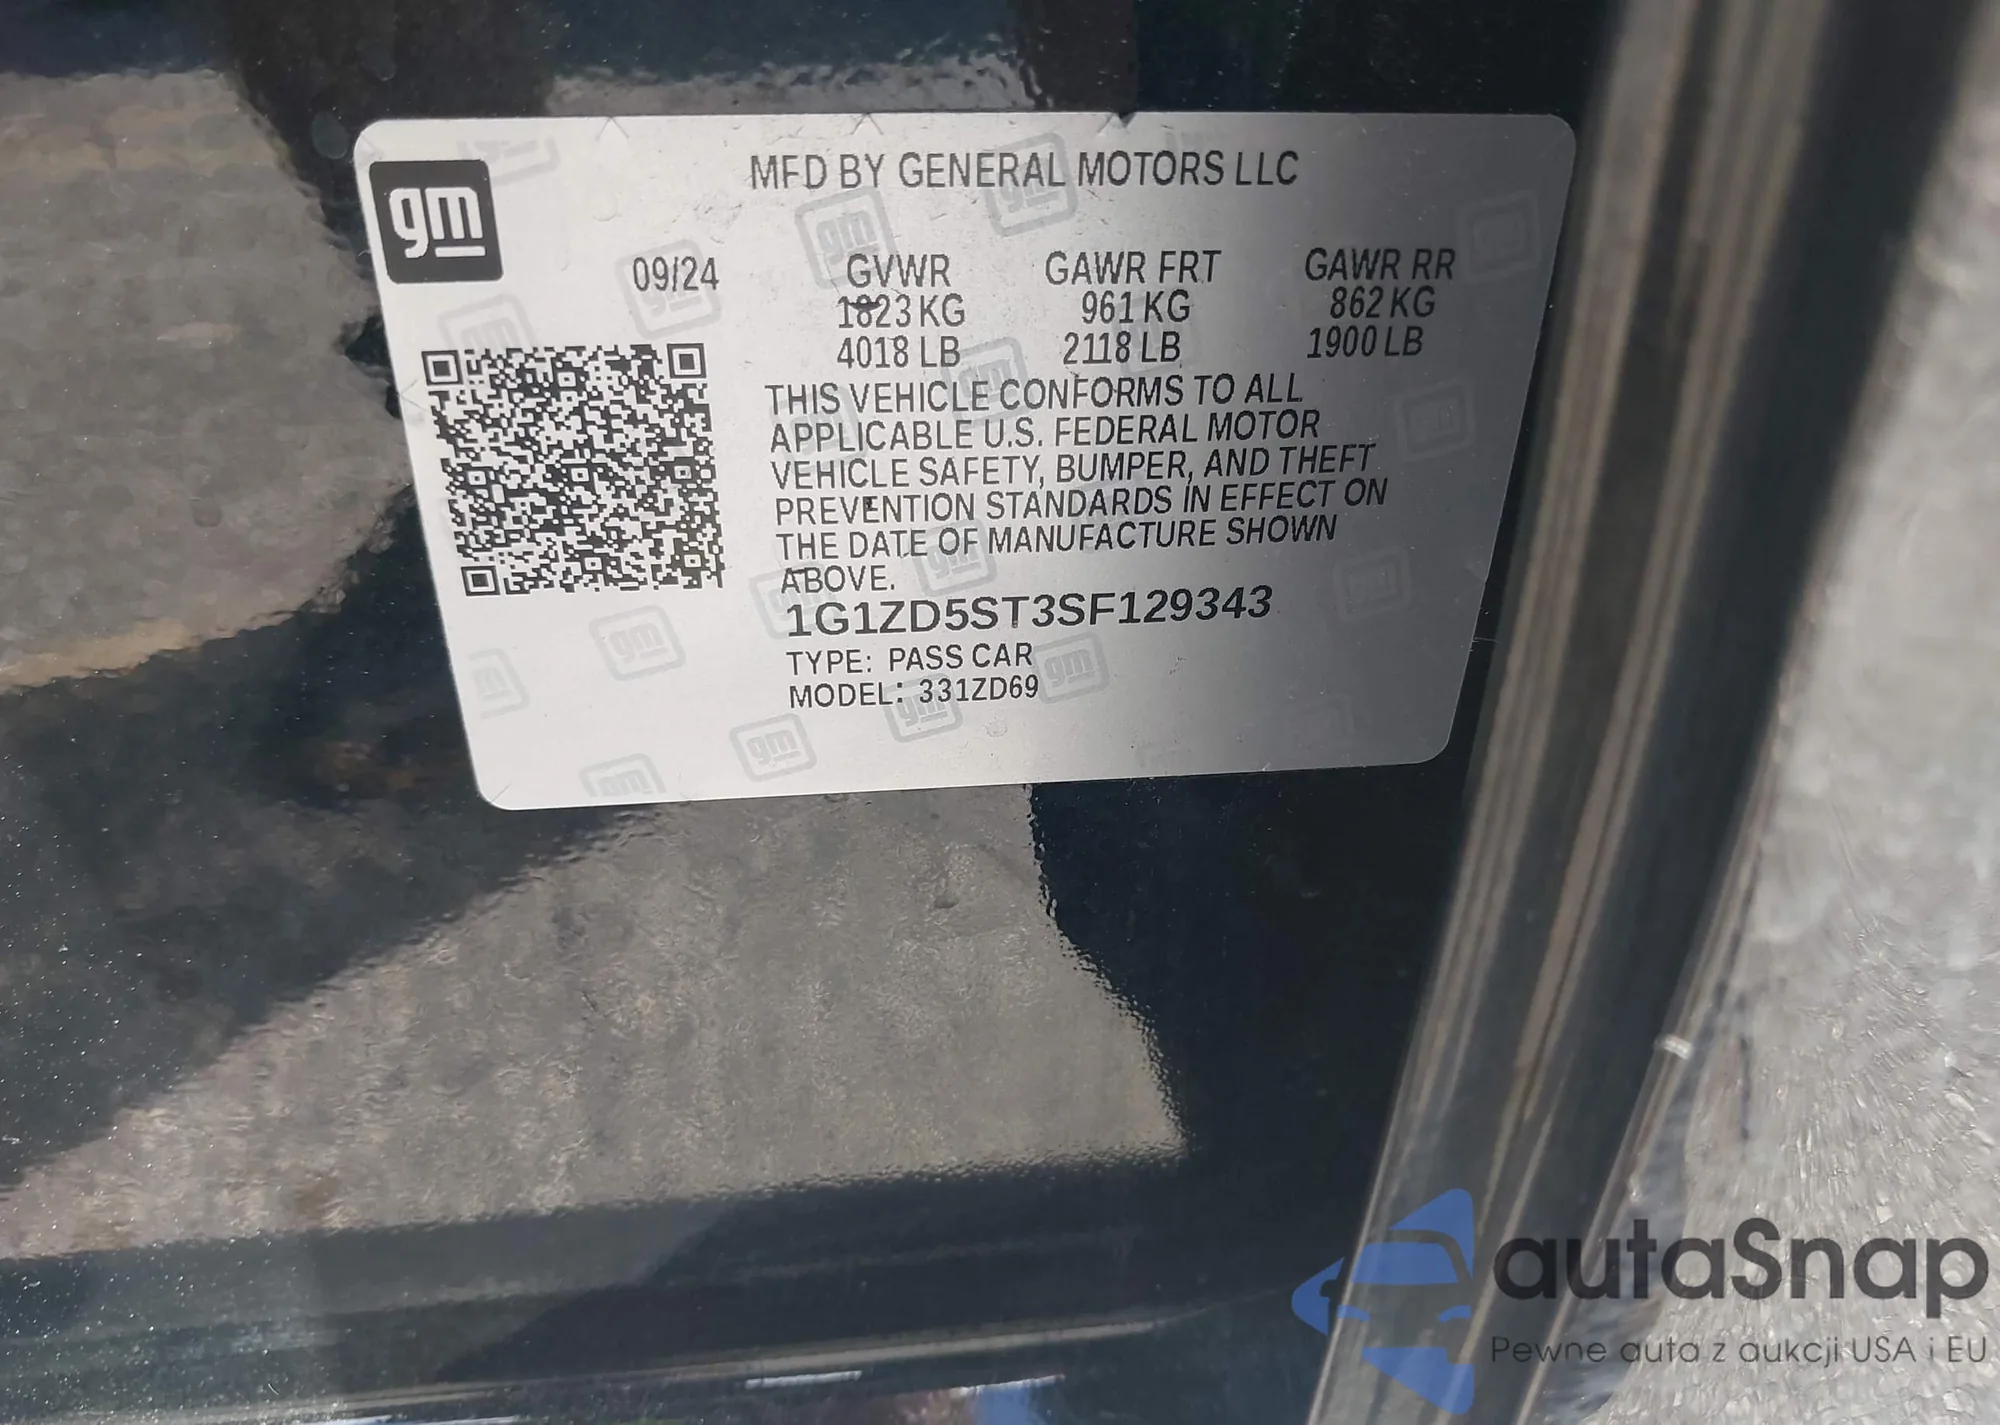 gm
MFD BY GENERAL MOTORS LLC
09/24 GVWR GAWR FRT GAWR RR
1823 KG 961 KG 862 KG
4018 LB 2118 LB 1900 LB
THIS VEHICLE CONFORMS TO ALL
APPLICABLE U.S. FEDERAL MOTOR
VEHICLE SAFETY, BUMPER, AND THEFT
PREVENTION STANDARDS IN EFFECT ON
THE DATE OF MANUFACTURE SHOWN
ABOVE.
1G1ZD5ST3SF129343
TYPE: PASS CAR
MODEL: 331ZD69
autaSnap
Pewne auta z aukcji USA i EU